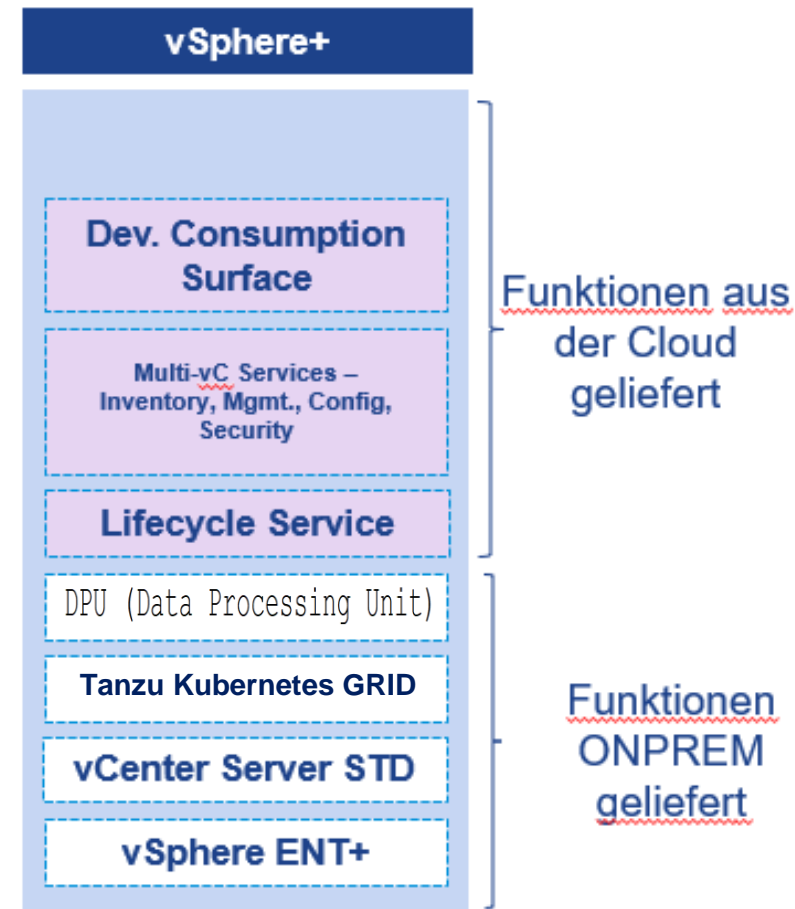 vSphere+
Dev. Consumption
Surface
Multi-vC Services –
Inventory, Mgmt., Config,
Security
Lifecycle Service
Funktionen aus
der Cloud
geliefert
DPU (Data Processing Unit)
Tanzu Kubernetes GRID
vCenter Server STD
vSphere ENT+
Funktionen
ONPREM
geliefert